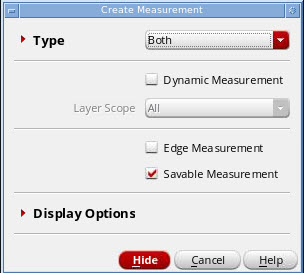 Create Measurement
Type Both
Dynamic Measurement
Layer Scope All
Edge Measurement
Savable Measurement
Display Options
Hide Cancel Help